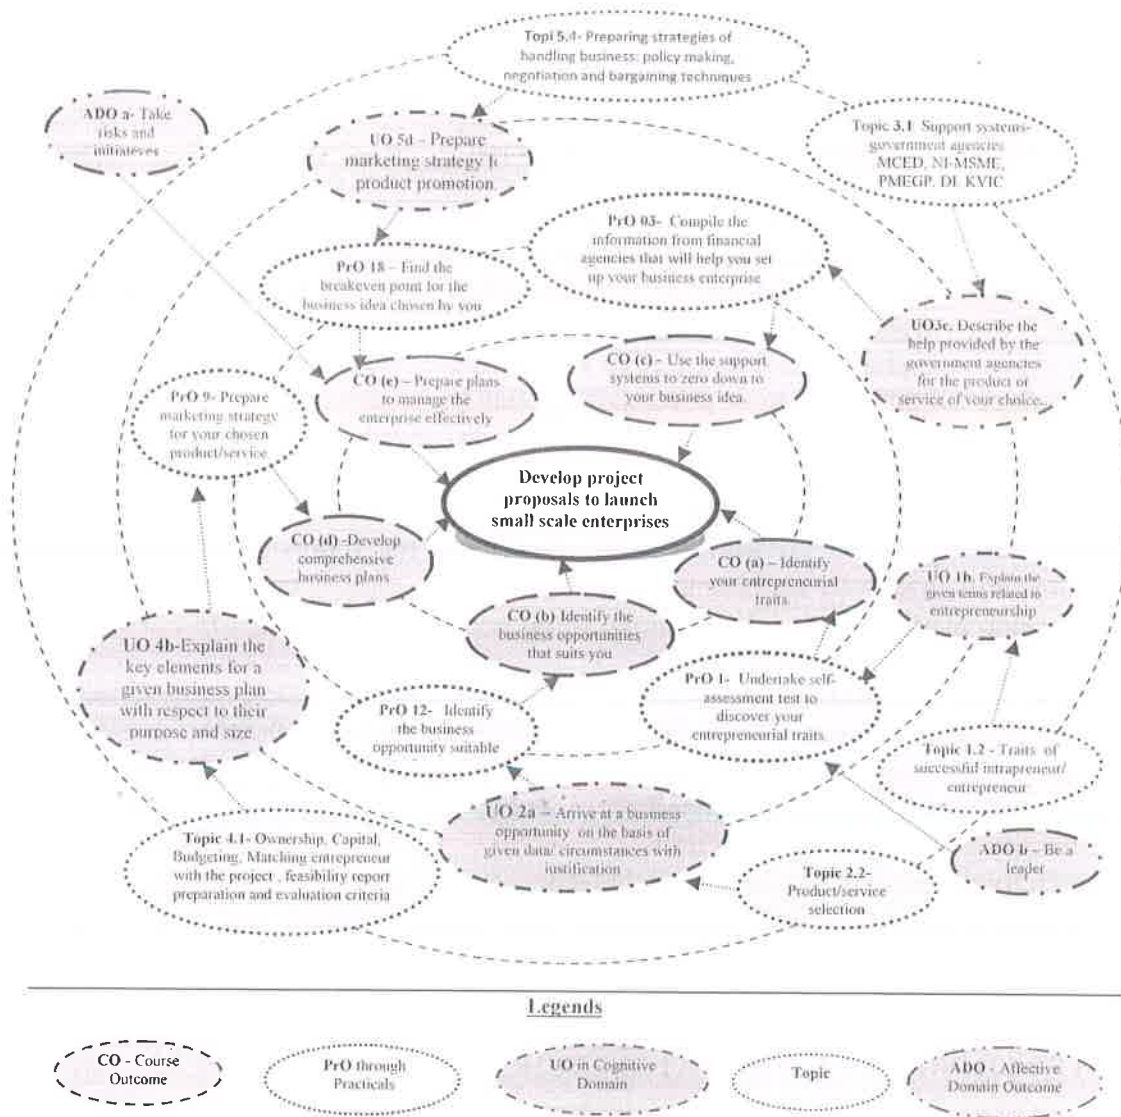 Topi 5.4- Preparing strategies of
handling business: policy making,
negotiation and bargaining techniques
ADO a- Take
risks and
initiateves
UO 5d - Prepare
marketing strategy
product promotion.
Topic 3.1 Support systems-
government agencies
MCED, NI-MSME,
PMEGP, DI, KVIC
PrO 03- Compile the
information from financial
agencies that will help you set
up your business enterprise
PrO 18 – Find the
breakeven point for the
business idea chosen by you
UO3c. Describe the
help provided by the
government agencies
for the product or
service of your choice.
CO (e) – Prepare plans
to manage the
enterprise effectively
CO (c) - Use the support
systems to zero down to
your business idea.
PrO 9- Prepare
marketing strategy
for your chosen
product/service
Develop project
proposals to launch
small scale enterprises
CO (d) -Develop
comprehensive
business plans
CO (a) – Identify
your entrepreneurial
traits.
UO 1b. Explain the
given terms related to
entrepreneurship
CO (b) Identify the
business opportunities
that suits you
UO 4b-Explain the
key elements for a
given business plan
with respect to their
purpose and size
PrO 1- Undertake self-
assessment test to
discover your
entrepreneurial traits.
PrO 12- Identify
the business
opportunity suitable
Topic 1.2 - Traits of
successful intrapreneur/
entrepreneur
UO 2a – Arrive at a business
opportunity on the basis of
given data/ circumstances with
justification
Topic 4.1- Ownership, Capital,
Budgeting, Matching entrepreneur
with the project , feasibility report
preparation and evaluation criteria
ADO b – Be a
leader
Topic 2.2-
Product/service
selection
Legends
CO - Course
Outcome
PrO through
Practicals
UO in Cognitive
Domain
Topic
ADO - Affective
Domain Outcome